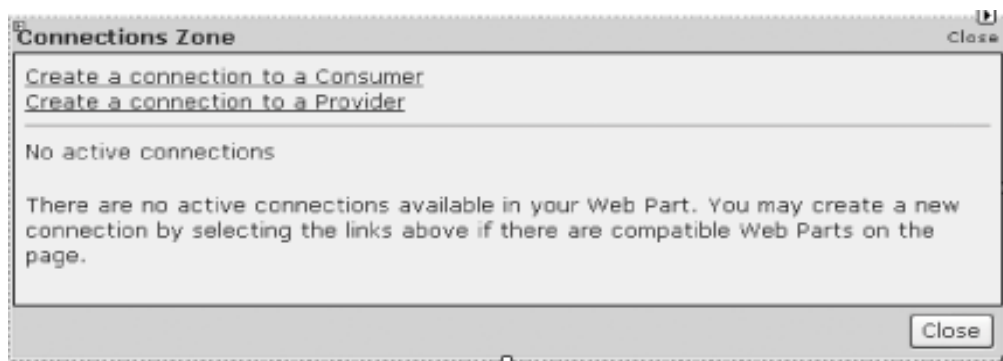 Connections Zone
Close
Create a connection to a Consumer
Create a connection to a Provider
No active connections
There are no active connections available in your Web Part. You may create a new
connection by selecting the links above if there are compatible Web Parts on the
page.
Close